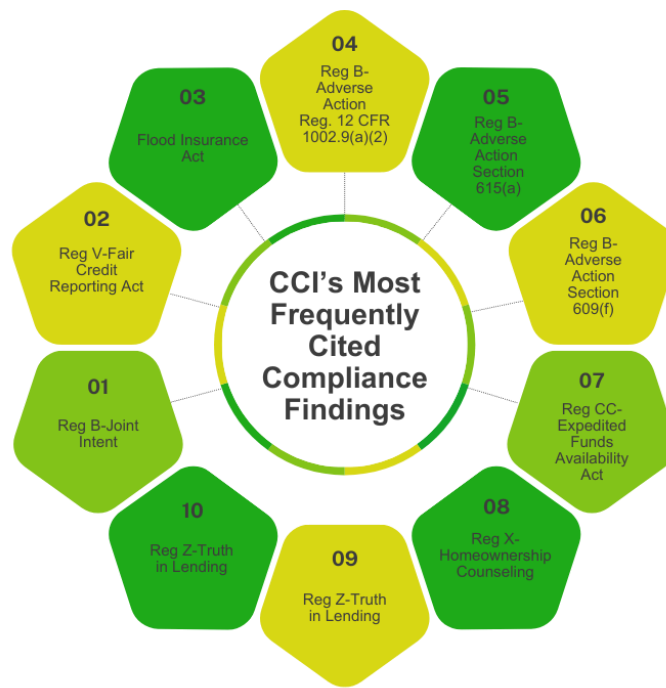 CCI's Most
Frequently
Cited
Compliance
Findings
01
Reg B-Joint
Intent
02
Reg V-Fair
Credit
Reporting Act
03
Flood Insurance
Act
04
Reg B-
Adverse
Action
Reg. 12 CFR
1002.9(a)(2)
05
Reg B-
Adverse
Action
Section
615(a)
06
Reg B-
Adverse
Action
Section
609(f)
07
Reg CC-
Expedited
Funds
Availability
Act
08
Reg X-
Homeownership
Counseling
09
Reg Z-Truth
in Lending
10
Reg Z-Truth
in Lending